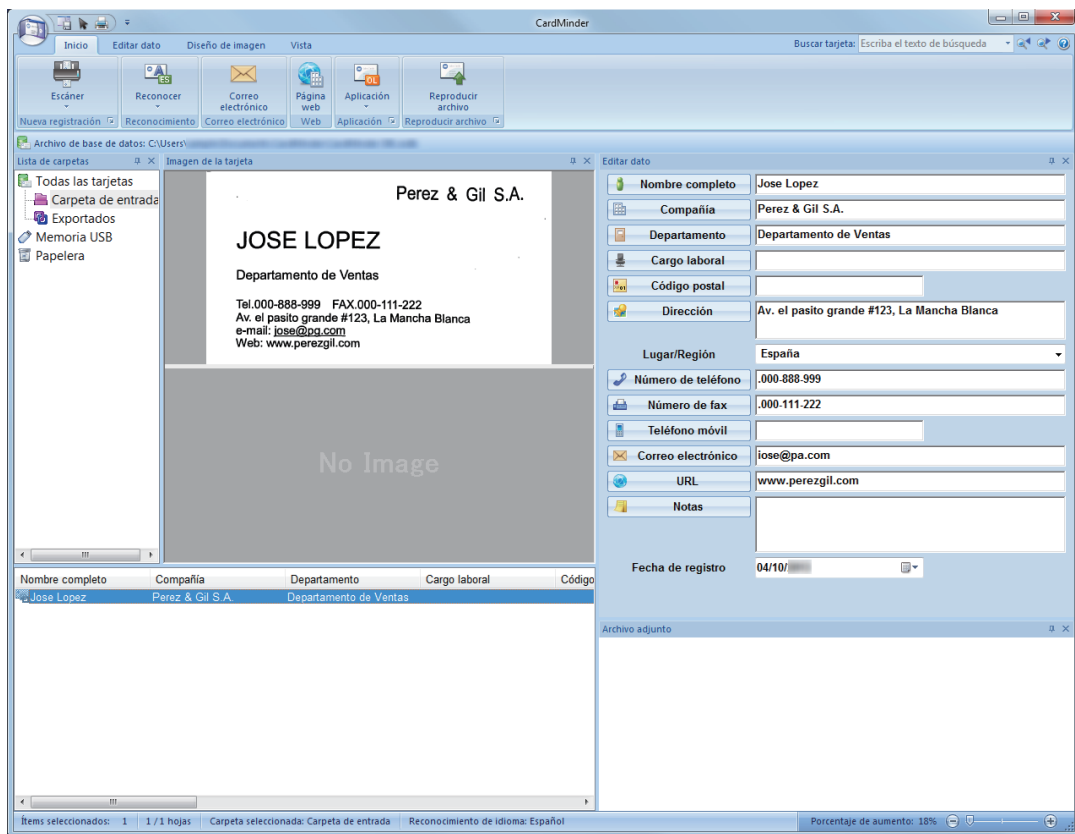 CardMinder
Inicio Editar dato Diseño de imagen Vista
Buscar tarjeta: Escriba el texto de búsqueda
Escáner
Reconocer
Correo electrónico
Página web
Aplicación
Reproducir archivo
Nueva registración Reconocimiento Correo electrónico Web Aplicación Reproducir archivo
Archivo de base de datos: C:\Users\
Lista de carpetas
Todas las tarjetas
Carpeta de entrada
Exportados
Memoria USB
Papelera
Imagen de la tarjeta
Perez & Gil S.A.
JOSE LOPEZ
Departamento de Ventas
Tel.000-888-999 FAX.000-111-222
Av. el pasito grande #123, La Mancha Blanca
e-mail: jose@pg.com
Web: www.perezgil.com
No Image
Editar dato
Nombre completo Jose Lopez
Compañía Perez & Gil S.A.
Departamento Departamento de Ventas
Cargo laboral
Código postal
Dirección Av. el pasito grande #123, La Mancha Blanca
Lugar/Región España
Número de teléfono .000-888-999
Número de fax .000-111-222
Teléfono móvil
Correo electrónico iose@pa.com
URL www.perezgil.com
Notas
Fecha de registro 04/10/
Nombre completo Compañía Departamento Cargo laboral Código
Jose Lopez Perez & Gil S.A. Departamento de Ventas
Archivo adjunto
Ítems seleccionados: 1 1 / 1 hojas Carpeta seleccionada: Carpeta de entrada Reconocimiento de idioma: Español
Porcentaje de aumento: 18%